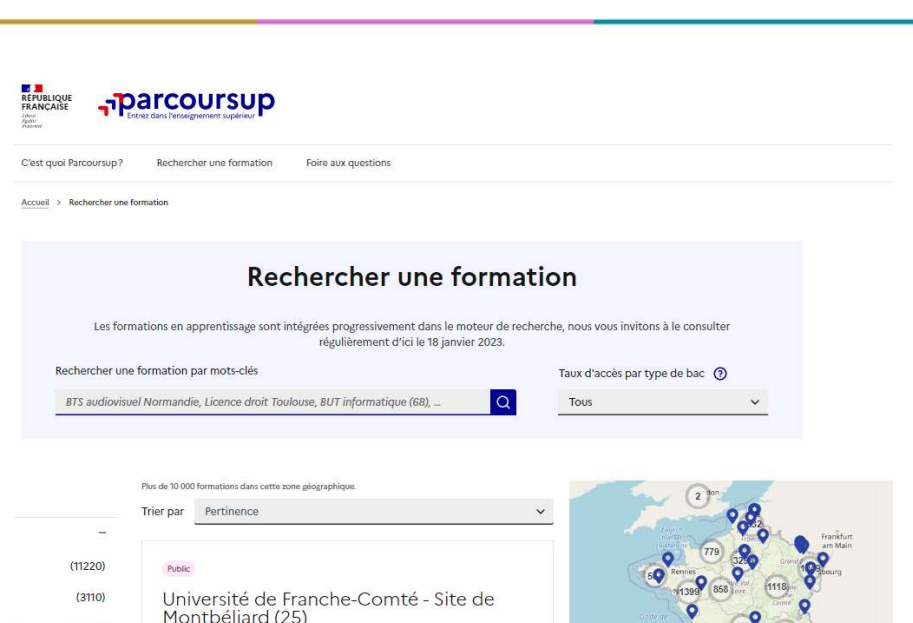 RÉPUBLIQUE
FRANÇAISE
Liberté
Égalité
Fraternité
parcoursup
Entrez dans l'enseignement supérieur
C'est quoi Parcoursup?
Rechercher une formation
Foire aux questions
Accueil > Rechercher une formation
Rechercher une formation
Les formations en apprentissage sont intégrées progressivement dans le moteur de recherche, nous vous invitons à le consulter
régulièrement d'ici le 18 janvier 2023.
Rechercher une formation par mots-clés
BTS audiovisuel Normandie, Licence droit Toulouse, BUT informatique (68), ...
Taux d'accès par type de bac ?
Tous
Plus de 10 000 formations dans cette zone géographique.
Trier par
Pertinence
(11220)
(3110)
Public
Université de Franche-Comté - Site de
Montbéliard (25)
2
Frankfurt
am Main
779
Rennes
1399
858
1118